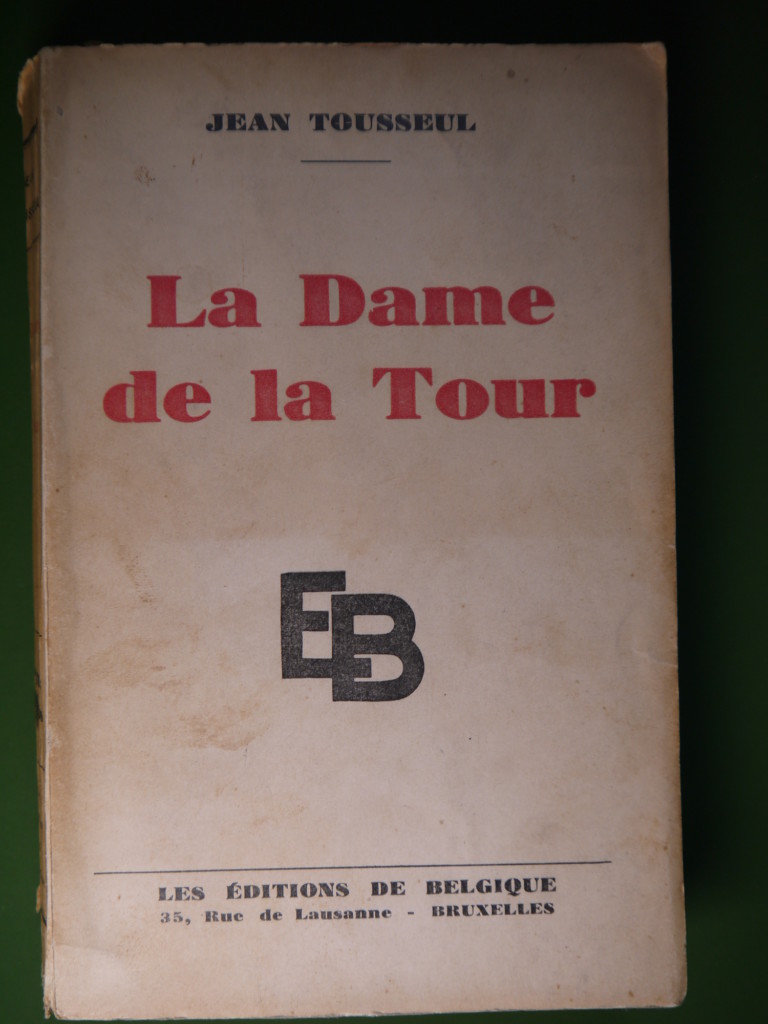 JEAN TOUSSEUL
La Dame
de la Tour
EB
LES ÉDITIONS DE BELGIQUE
35, Rue de Lausanne - BRUXELLES